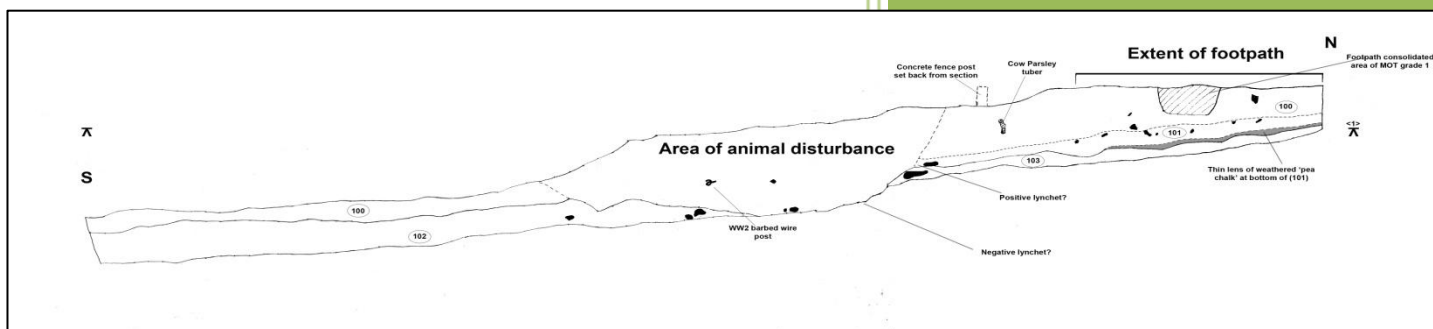 N
Extent of footpath
Footpath consolidated
area of MOT grade 1
Concrete fence post
set back from section
Cow Parsley
tuber
100
<1>
101
S
Area of animal disturbance
103
Thin lens of weathered 'pea
chalk' at bottom of (101)
Positive lynchet?
100
WW2 barbed wire
post
102
Negative lynchet?